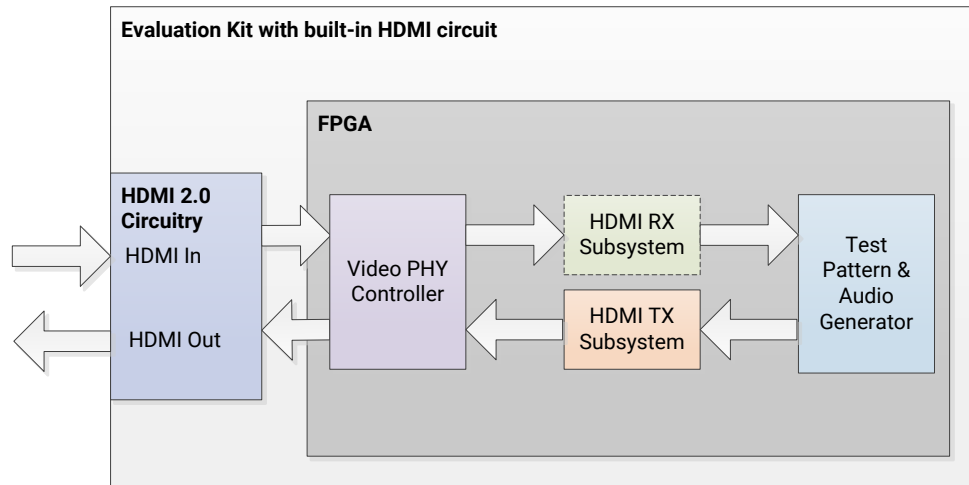 Evaluation Kit with built-in HDMI circuit
FPGA
HDMI 2.0
Circuitry
HDMI In
HDMI Out
Video PHY
Controller
HDMI RX
Subsystem
HDMI TX
Subsystem
Test
Pattern &
Audio
Generator